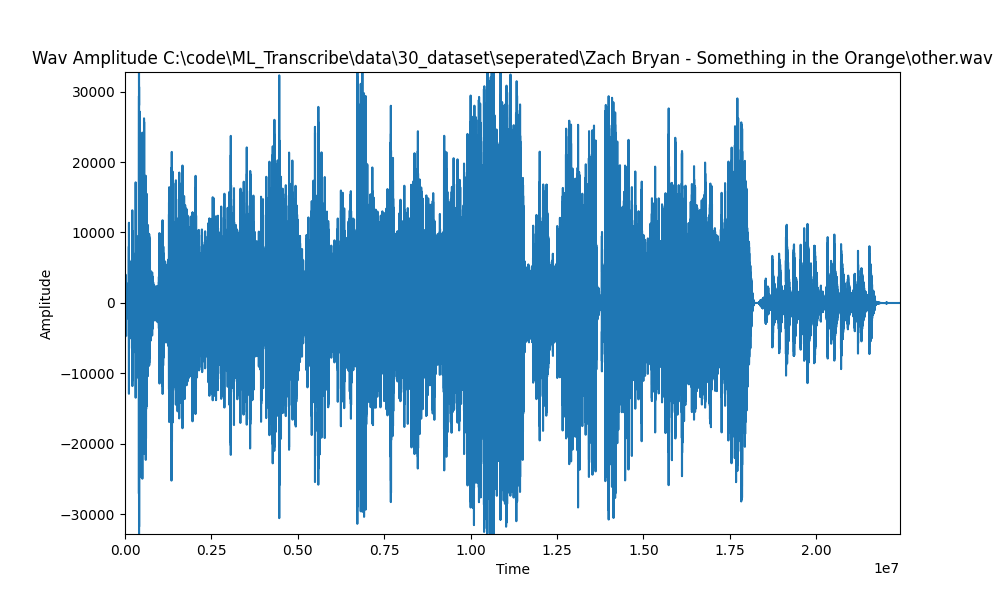 Wav Amplitude C:\code\ML_Transcribe\data\30_dataset\seperated\Zach Bryan - Something in the Orange\other.wav
30000
20000
10000
0
−10000
−20000
−30000
Amplitude
0.00 0.25 0.50 0.75 1.00 1.25 1.50 1.75 2.00
1e7
Time